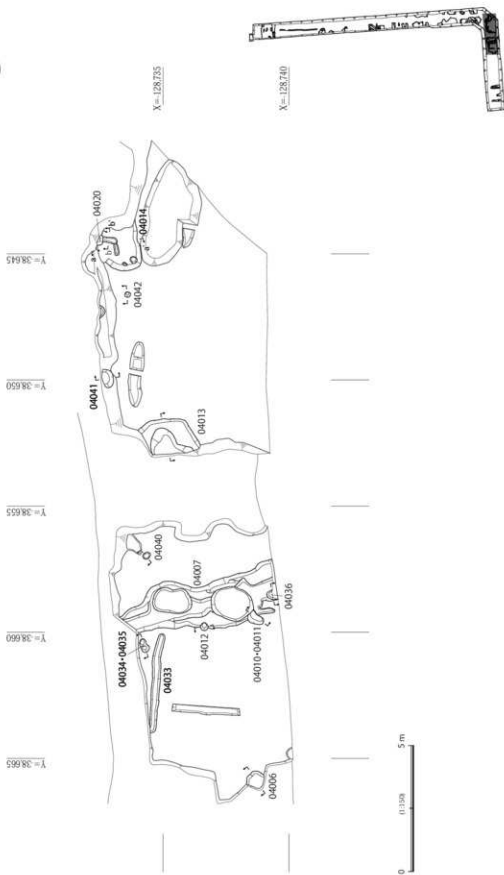 X = -128,735
X = -128,740
Y = 38,645
Y = 38,650
Y = 38,655
Y = 38,660
Y = 38,665
04020
b'
b
a'
04014
a
04042
04041
04013
04040
04007
04036
04012
04010・04011
04034・04035
04033
04006
0
(1:150)
5 m